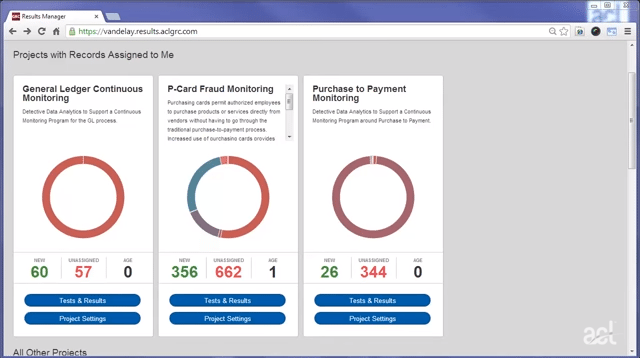 Results Manager
https://vandelay.results.aclgrc.com
Projects with Records Assigned to Me
General Ledger Continuous
Monitoring
Detective Data Analytics to Support a Continuous
Monitoring Program for the GL process.
NEW
UNASSIGNED
AGE
60
57
0
Tests & Results
Project Settings
P-Card Fraud Monitoring
Purchasing cards permit authorized employees
to purchase products or services directly from
vendors without having to go through the
traditional purchase-to-payment process.
Increased use of purchasing cards provides
NEW
UNASSIGNED
AGE
356
662
1
Tests & Results
Project Settings
Purchase to Payment
Monitoring
Detective Data Analytics to Support a Continuous
Monitoring Program around Purchase to Payment.
NEW
UNASSIGNED
AGE
26
344
0
Tests & Results
Project Settings
All Other Projects
acl